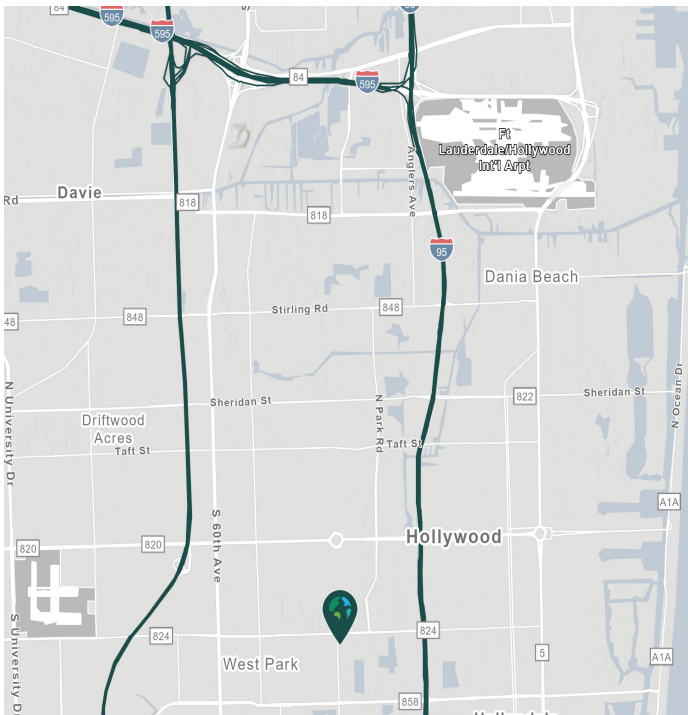 84
595
595
84
595
Ft
Lauderdale/Hollywood
Int'l Arpt
Anglers Ave
Rd
Davie
818
818
95
Dania Beach
Stirling Rd
848
848
48
N University Dr
N Ocean Dr
Sheridan St
822
Sheridan St
N Park Rd
Driftwood
Acres
Taft St
Taft St
A1A
S 60th Ave
820
820
Hollywood
S University Dr
824
824
5
A1A
West Park
858